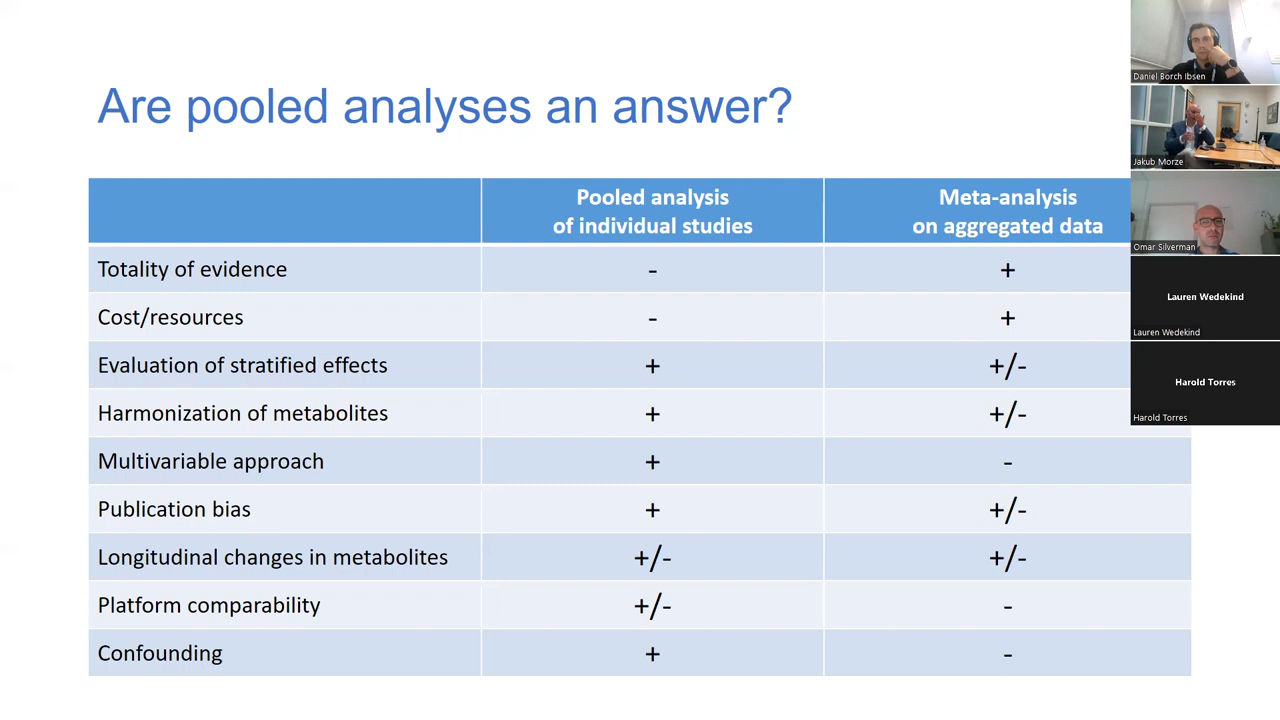 Are pooled analyses an answer?
Pooled analysis
of individual studies
Meta-analysis
on aggregated data
Totality of evidence - +
Cost/resources - +
Evaluation of stratified effects + +/-
Harmonization of metabolites + +/-
Multivariable approach + -
Publication bias + +/-
Longitudinal changes in metabolites +/- +/-
Platform comparability +/- -
Confounding + -
Daniel Borch Ibsen
Jakub Morze
Omar Silverman
Lauren Wedekind
Lauren Wedekind
Harold Torres
Harold Torres